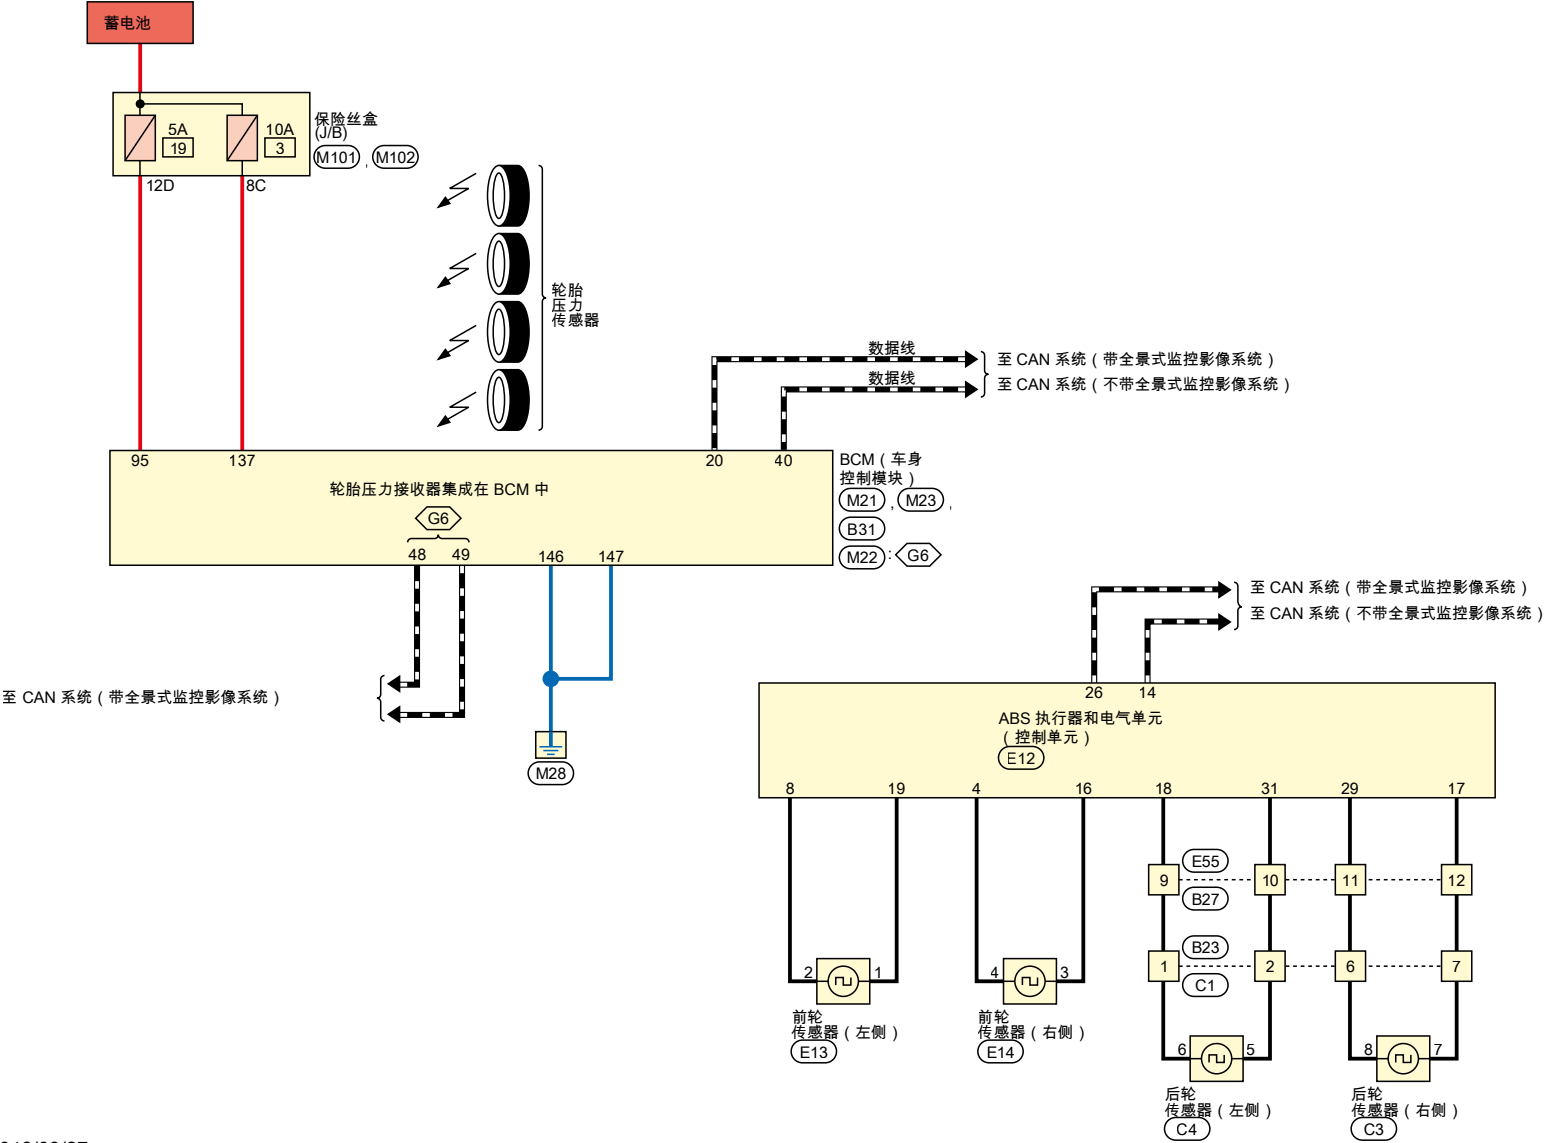 蓄电池
5A
19
10A
3
保险丝盒
(J/B)
M101 , M102
12D
8C
轮胎
压力
传感器
数据线
数据线
至 CAN 系统（带全景式监控影像系统）
至 CAN 系统（不带全景式监控影像系统）
95
137
20
40
轮胎压力接收器集成在 BCM 中
G6
48
49
146
147
BCM（车身
控制模块）
M21 , M23 ,
B31
M22 : G6
至 CAN 系统（带全景式监控影像系统）
M28
至 CAN 系统（带全景式监控影像系统）
至 CAN 系统（不带全景式监控影像系统）
26
14
ABS 执行器和电气单元
（控制单元）
E12
8
19
4
16
18
31
29
17
E55
9
10
11
12
B27
B23
1
2
6
7
C1
2
1
前轮
传感器（左侧）
E13
4
3
前轮
传感器（右侧）
E14
6
5
后轮
传感器（左侧）
C4
8
7
后轮
传感器（右侧）
C3